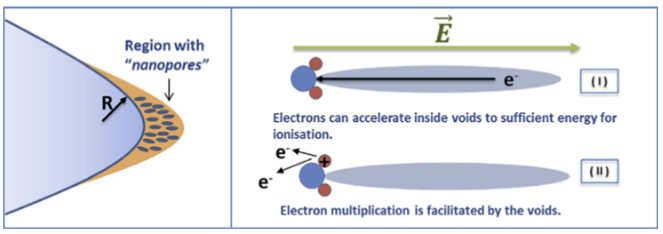 Region with
“nanopores”
R
E
e-
(I)
Electrons can accelerate inside voids to sufficient energy for
ionisation.
e-
+
e-
(II)
Electron multiplication is facilitated by the voids.